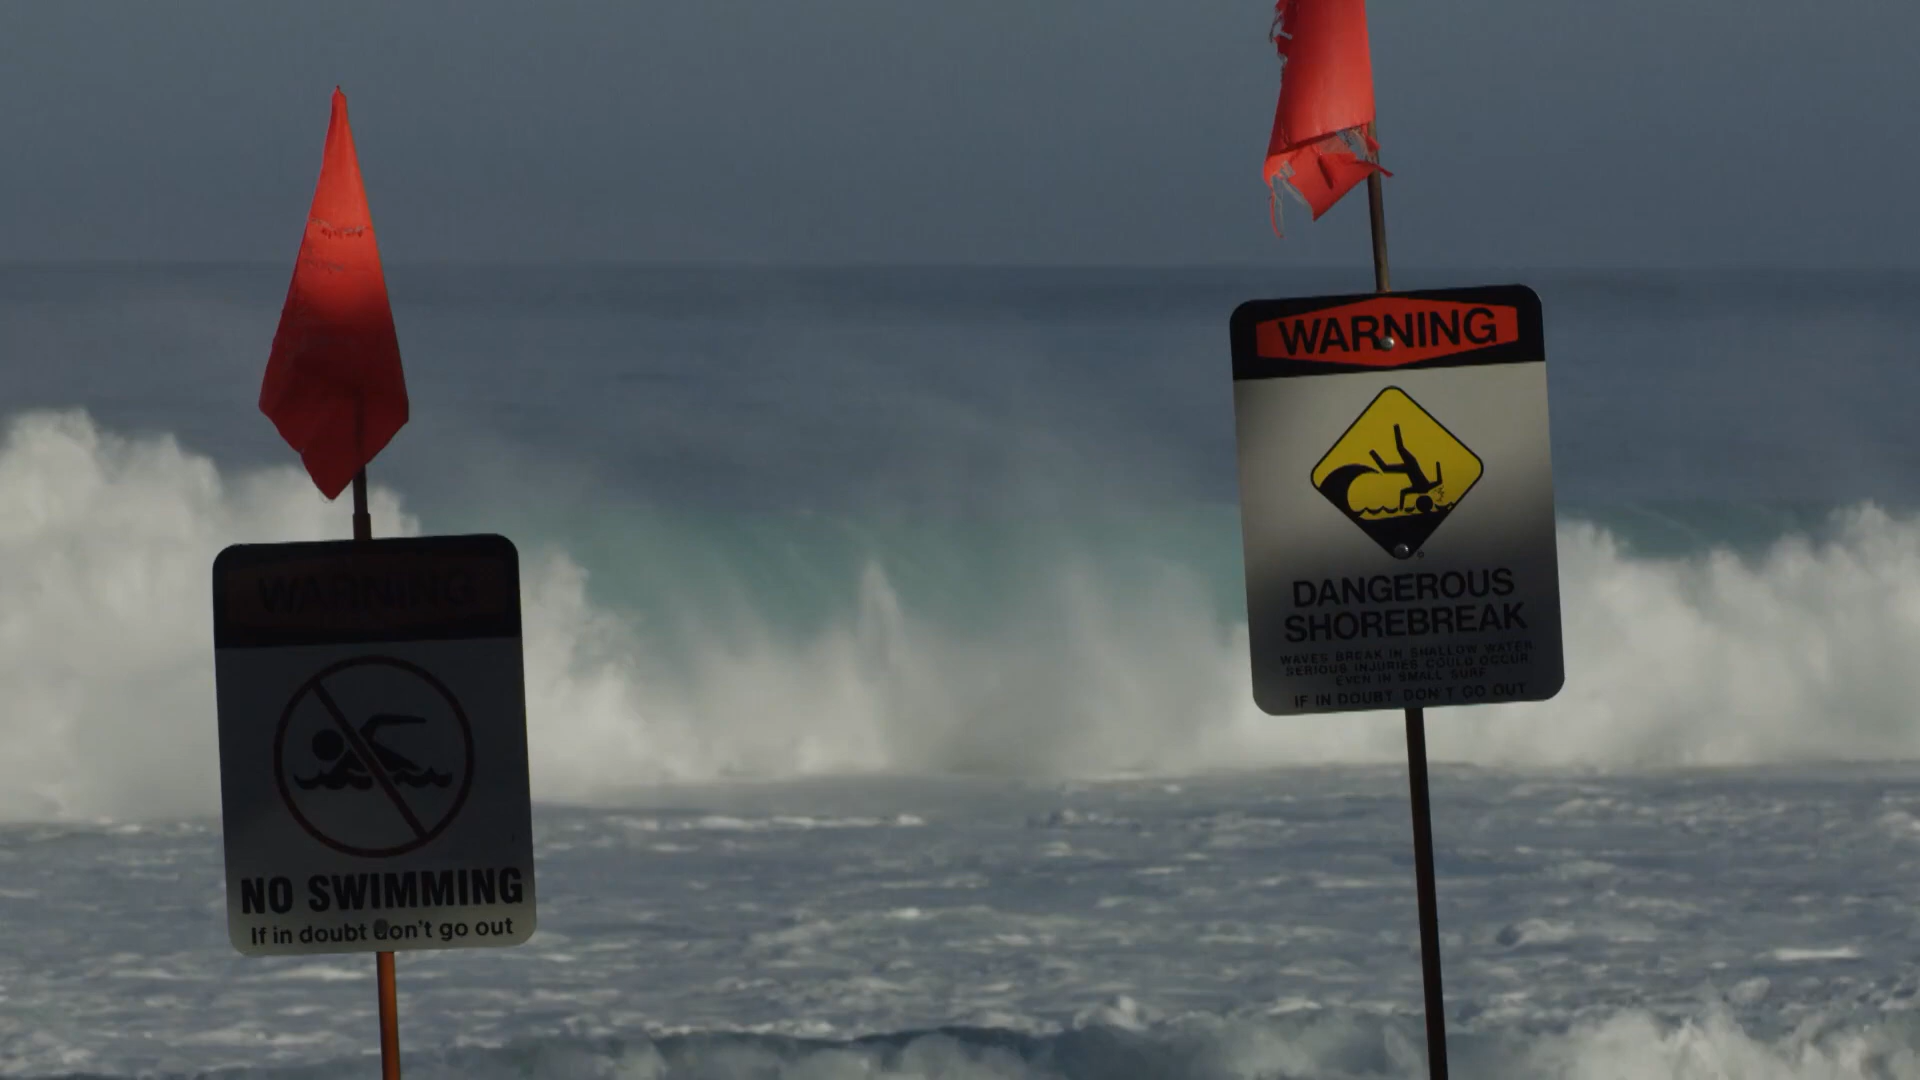 WARNING
NO SWIMMING
If in doubt don't go out
WARNING
DANGEROUS
SHOREBREAK
WAVES BREAK IN SHALLOW WATER
SERIOUS INJURIES COULD OCCUR,
EVEN IN SMALL SURF
IF IN DOUBT, DON'T GO OUT